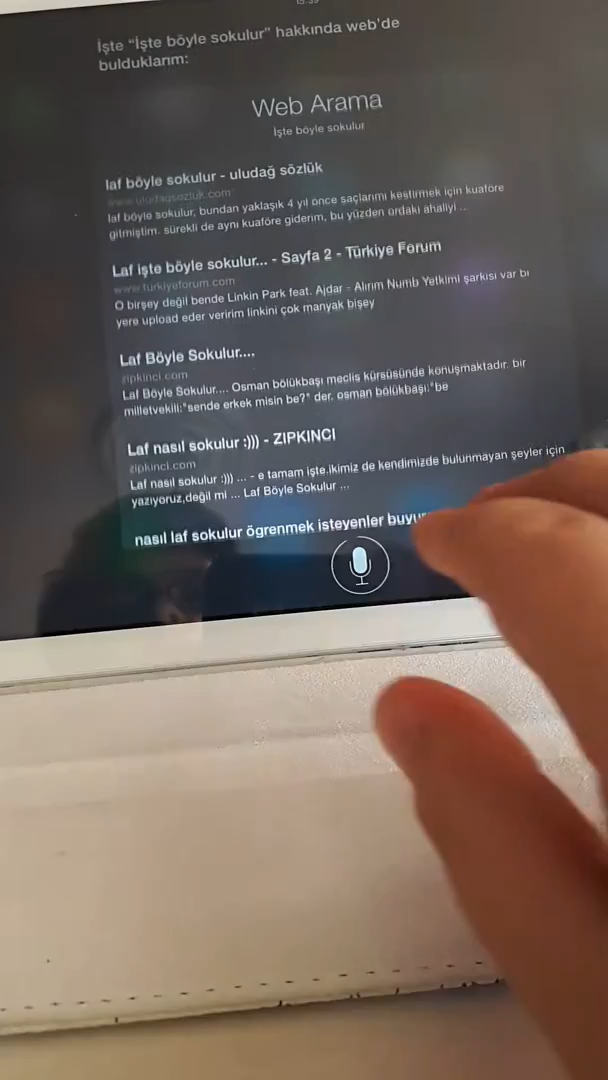 İşte "İşte böyle sokulur" hakkında web'de
bulduklarım:
Web Arama
İşte böyle sokulur
laf böyle sokulur - uludağ sözlük
www.uludagsozluk.com
laf böyle sokulur, bundan yaklaşık 4 yıl önce saçlarımı kestirmek için kuaföre
gitmiştim. sürekli de aynı kuaföre giderim, bu yüzden ordaki ahaliyi ...
Laf işte böyle sokulur... - Sayfa 2 - Türkiye Forum
www.turkiyeforum.com
O birşey değil bende Linkin Park feat. Ajdar - Alırım Numb Yetkimi şarkısı var bi
yere upload eder veririm linkini çok manyak bişey
Laf Böyle Sokulur....
zipkinci.com
Laf Böyle Sokulur.... Osman bölükbaşı meclis kürsüsünde konuşmaktadır. bir
milletvekili:"sende erkek misin be?" der. osman bölükbaşı:"be
Laf nasıl sokulur :))) - ZIPKINCI
zipkinci.com
Laf nasıl sokulur :))) ... - e tamam işte.ikimiz de kendimizde bulunmayan şeyler için
yazıyoruz,değil mi ... Laf Böyle Sokulur ...
nasıl laf sokulur ögrenmek isteyenler